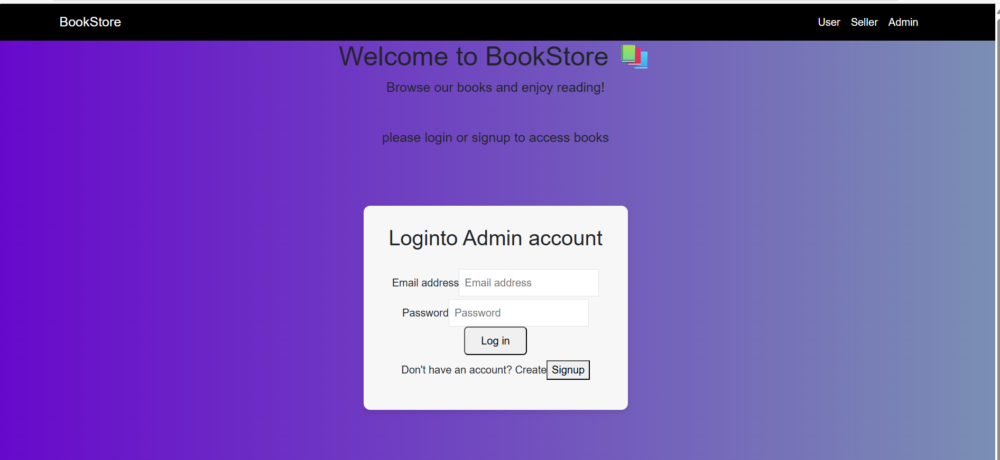 BookStore User Seller Admin
Welcome to BookStore
Browse our books and enjoy reading!
please login or signup to access books
Loginto Admin account
Email address Email address
Password Password
Log in
Don't have an account? Create Signup